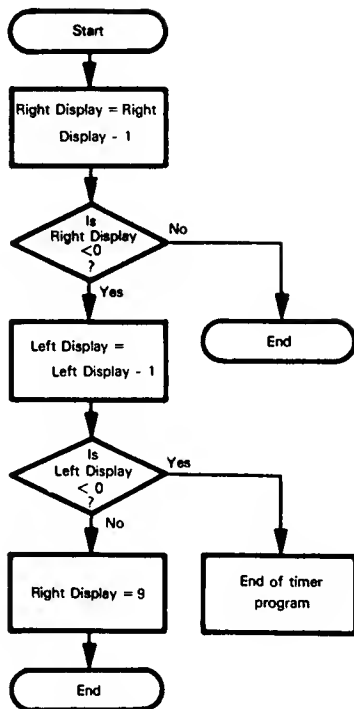 Start
Right Display = Right
Display - 1
Is
Right Display
<0
?
No
Yes
End
Left Display =
Left Display - 1
Is
Left Display
< 0
?
Yes
No
Right Display = 9
End of timer
program
End